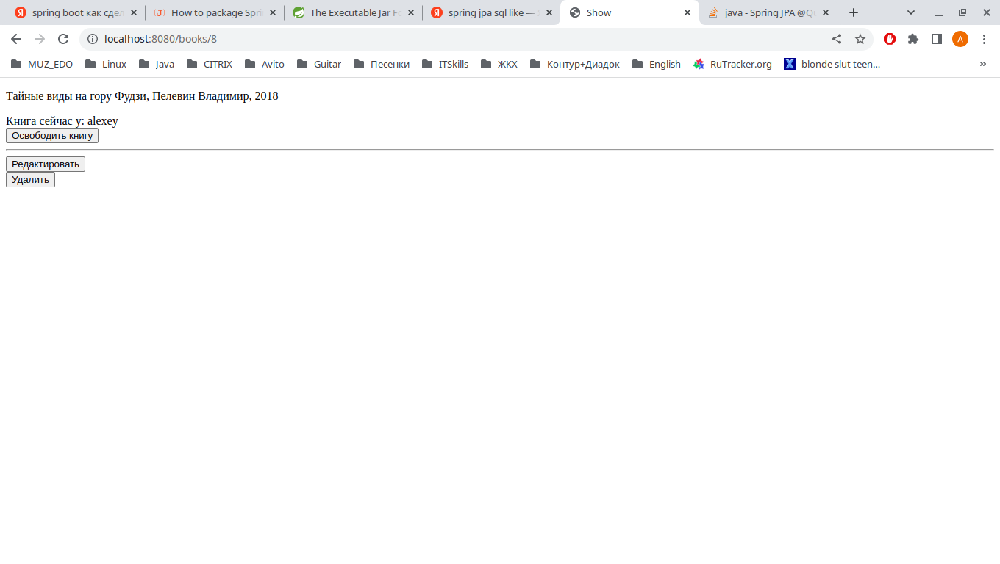 spring boot как сдел
How to package Spri
The Executable Jar Fo
spring jpa sql like —
Show
java - Spring JPA @Qu
localhost:8080/books/8
A
MUZ_EDO
Linux
Java
CITRIX
Avito
Guitar
Песенки
ITSkills
ЖКХ
Контур+Диадок
English
RuTracker.org
blonde slut teen...
Тайные виды на гору Фудзи, Пелевин Владимир, 2018
Книга сейчас у: alexey
Освободить книгу
Редактировать
Удалить